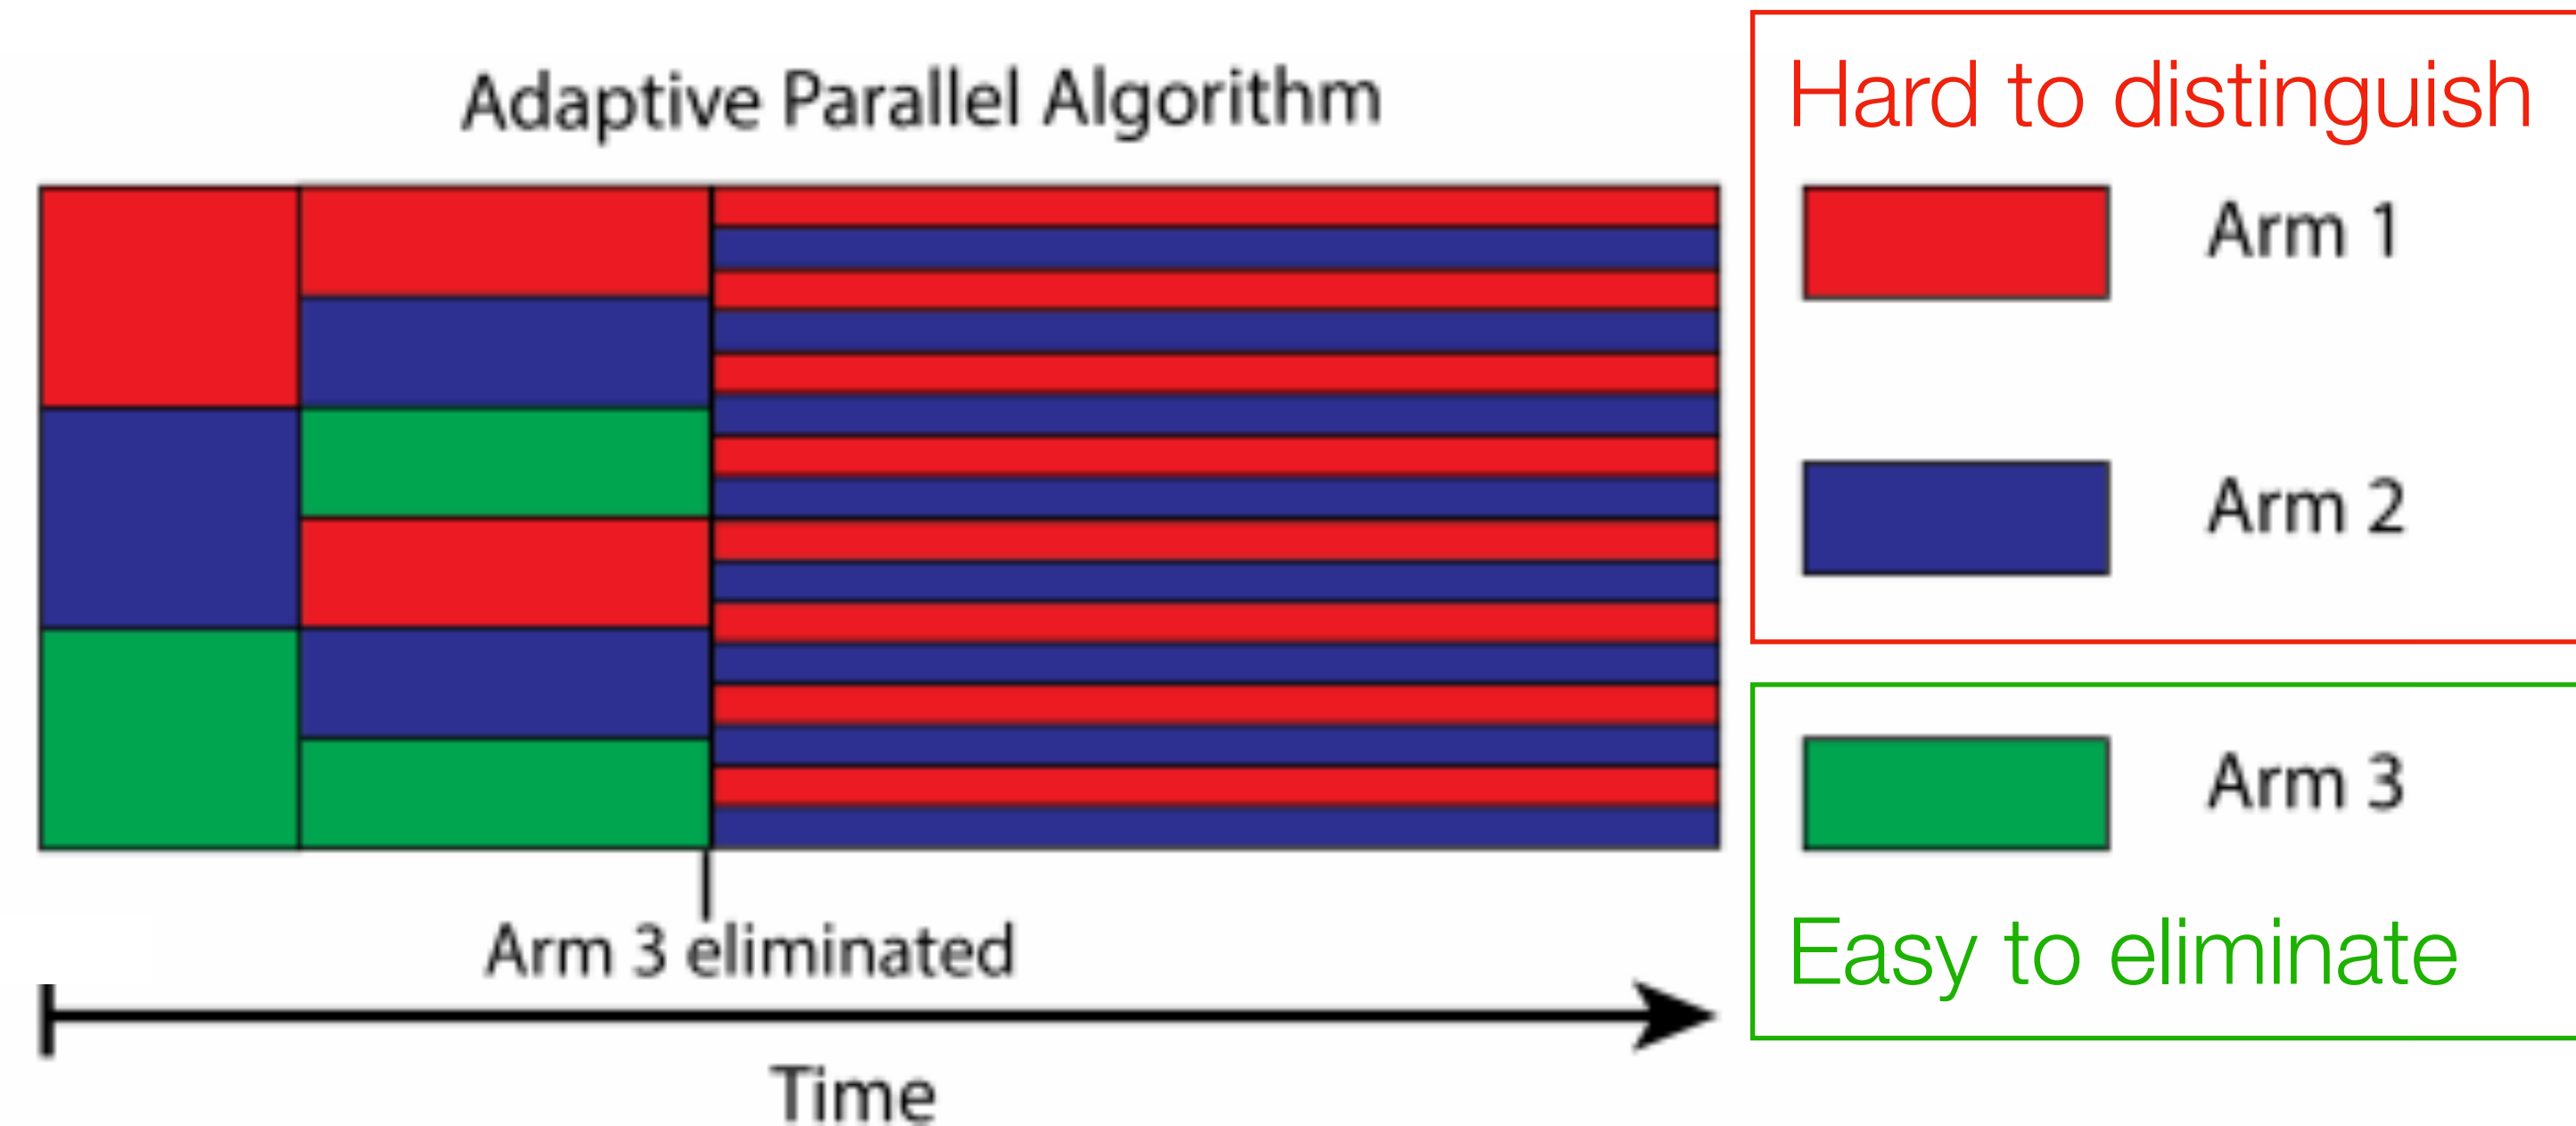 Adaptive Parallel Algorithm
Arm 3 eliminated
Time
Hard to distinguish
Arm 1
Arm 2
Arm 3
Easy to eliminate